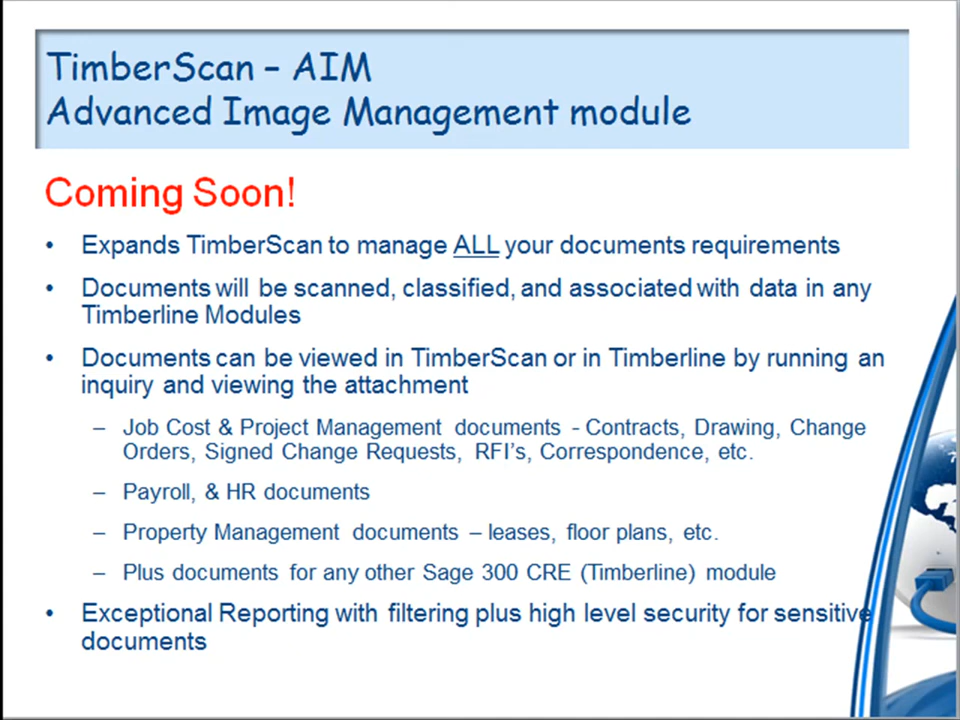 TimberScan – AIM
Advanced Image Management module
Coming Soon!
• Expands TimberScan to manage ALL your documents requirements
• Documents will be scanned, classified, and associated with data in any
Timberline Modules
• Documents can be viewed in TimberScan or in Timberline by running an
inquiry and viewing the attachment
– Job Cost & Project Management documents - Contracts, Drawing, Change
Orders, Signed Change Requests, RFI's, Correspondence, etc.
– Payroll, & HR documents
– Property Management documents – leases, floor plans, etc.
– Plus documents for any other Sage 300 CRE (Timberline) module
• Exceptional Reporting with filtering plus high level security for sensitive
documents